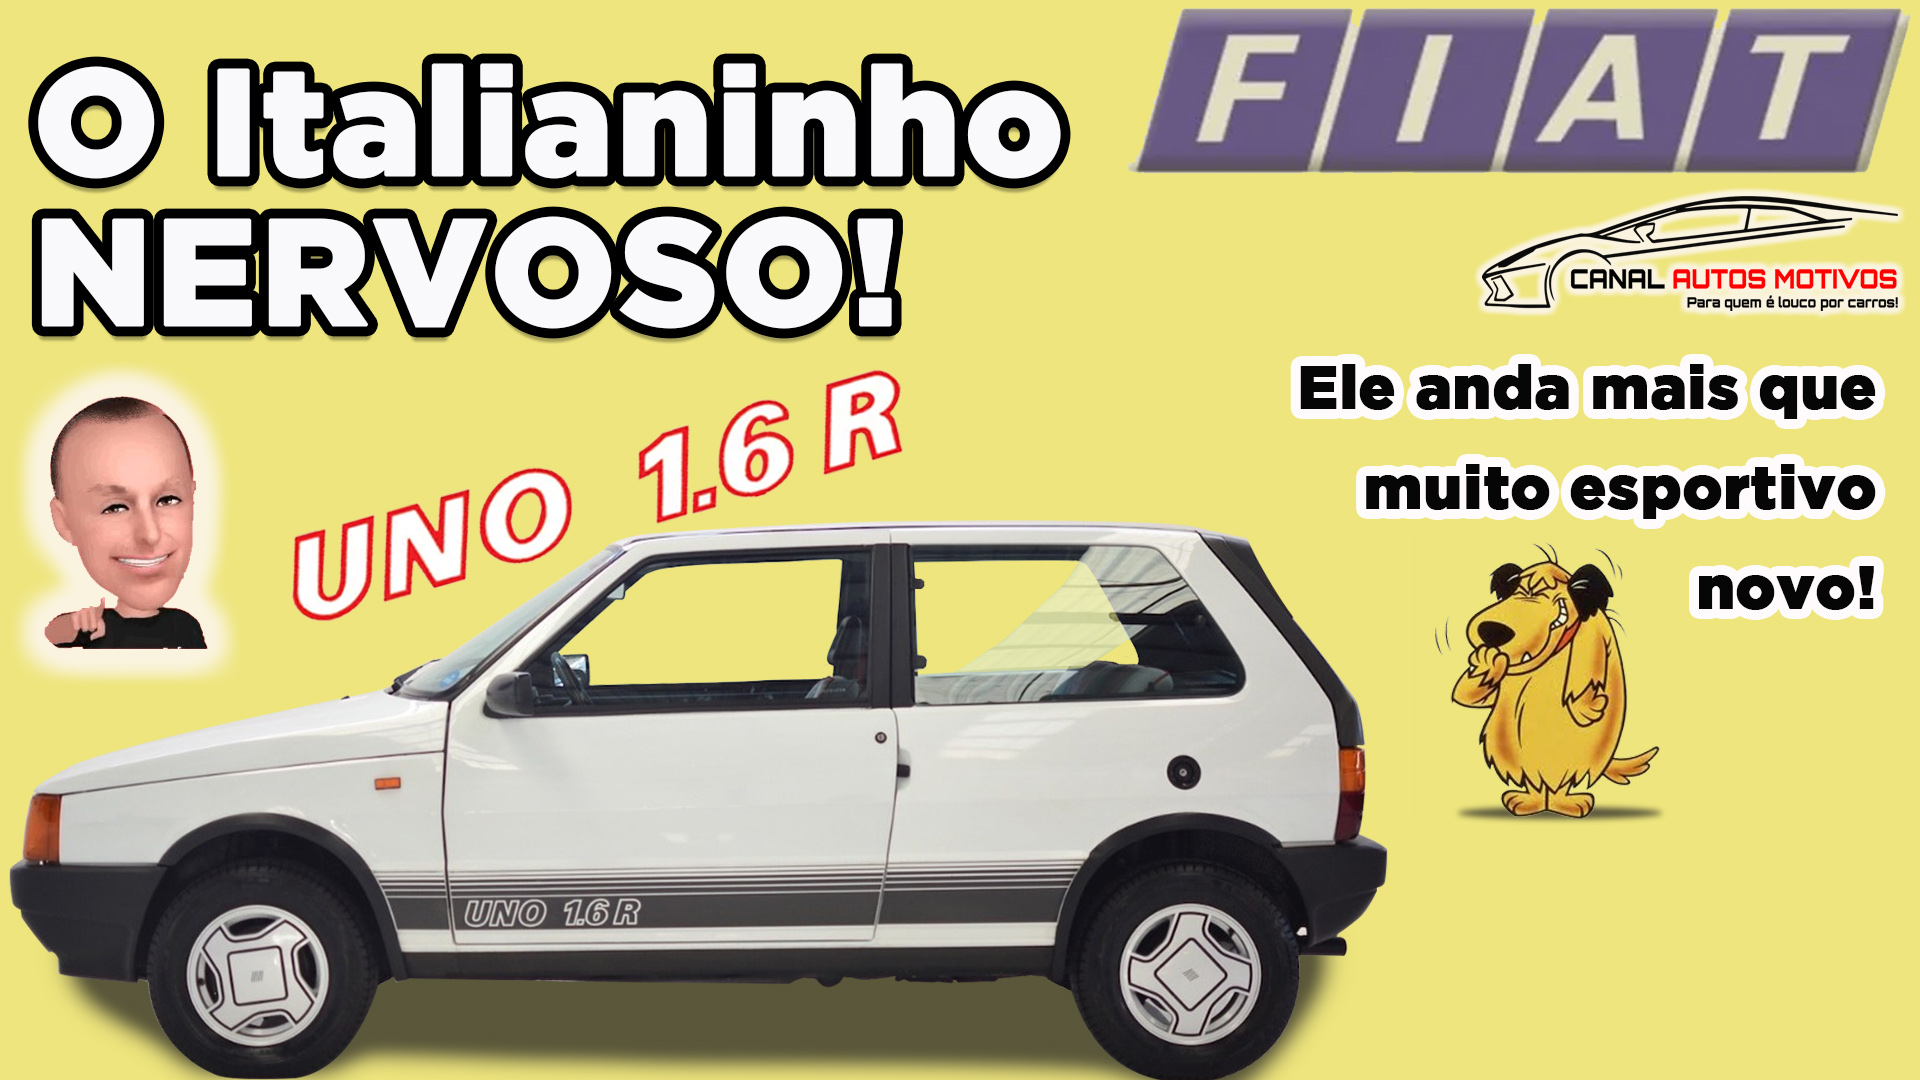 O Italianinho
NERVOSO!
FIAT
CANAL AUTOS MOTIVOS
Para quem é louco por carros!
Ele anda mais que
muito esportivo
novo!
UNO 1.6 R
UNO 1.6 R